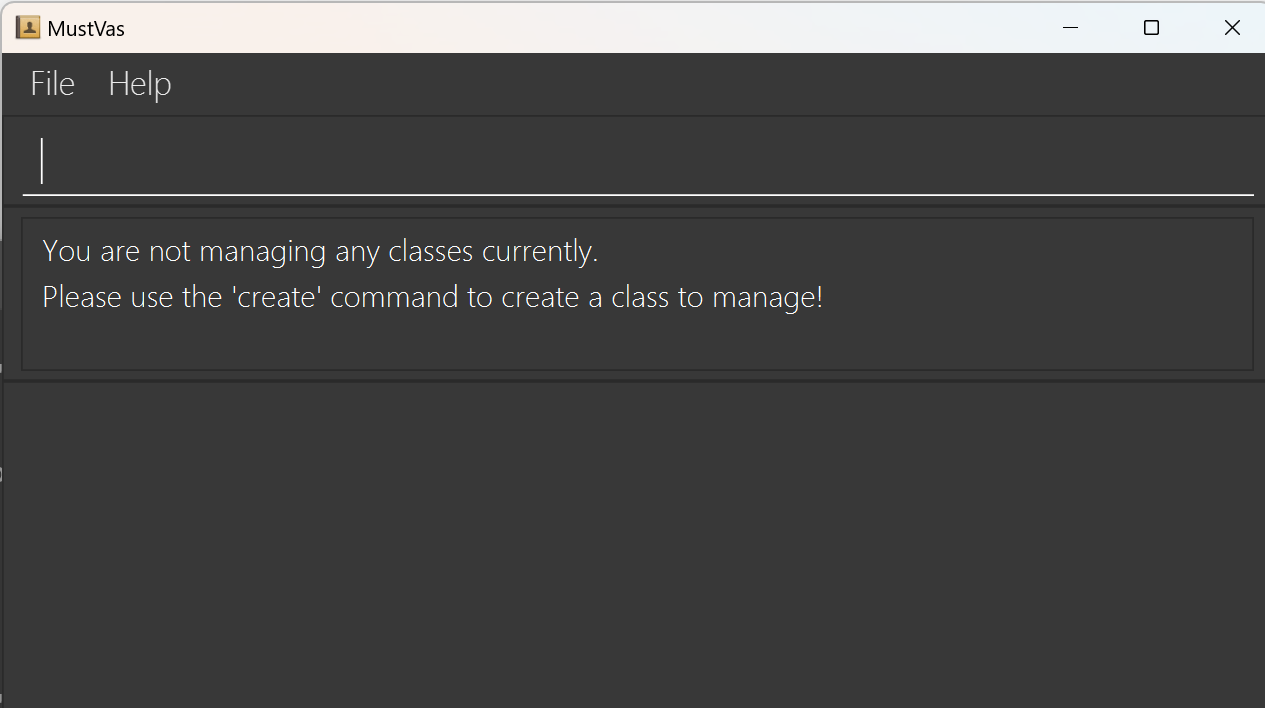 MustVas
File Help
You are not managing any classes currently.
Please use the 'create' command to create a class to manage!